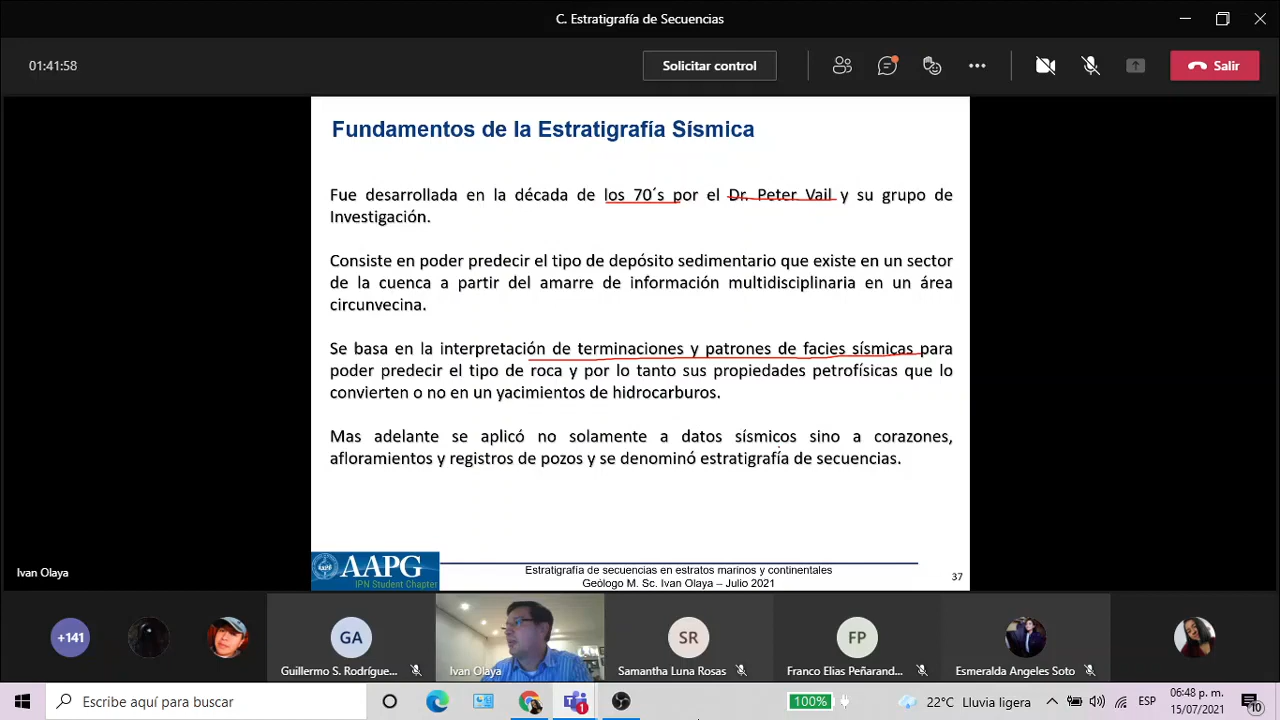 C. Estratigrafía de Secuencias
01:41:58
Solicitar control
Salir
Fundamentos de la Estratigrafía Sísmica
Fue desarrollada en la década de los 70´s por el Dr. Peter Vail y su grupo de
Investigación.
Consiste en poder predecir el tipo de depósito sedimentario que existe en un sector
de la cuenca a partir del amarre de información multidisciplinaria en un área
circunvecina.
Se basa en la interpretación de terminaciones y patrones de facies sísmicas para
poder predecir el tipo de roca y por lo tanto sus propiedades petrofísicas que lo
convierten o no en un yacimientos de hidrocarburos.
Mas adelante se aplicó no solamente a datos sísmicos sino a corazones,
afloramientos y registros de pozos y se denominó estratigrafía de secuencias.
Ivan Olaya
AAPG
IPN Student Chapter
Estratigrafía de secuencias en estratos marinos y continentales
Geólogo M. Sc. Ivan Olaya – Julio 2021
37
+141
GA
SR
FP
Guillermo S. Rodrígue...
Ivan Olaya
Samantha Luna Rosas
Franco Elias Peñarand...
Esmeralda Angeles Soto
Escribe aquí para buscar
1
100%
22°C Lluvia ligera
ESP
06:48 p. m.
15/07/2021
10